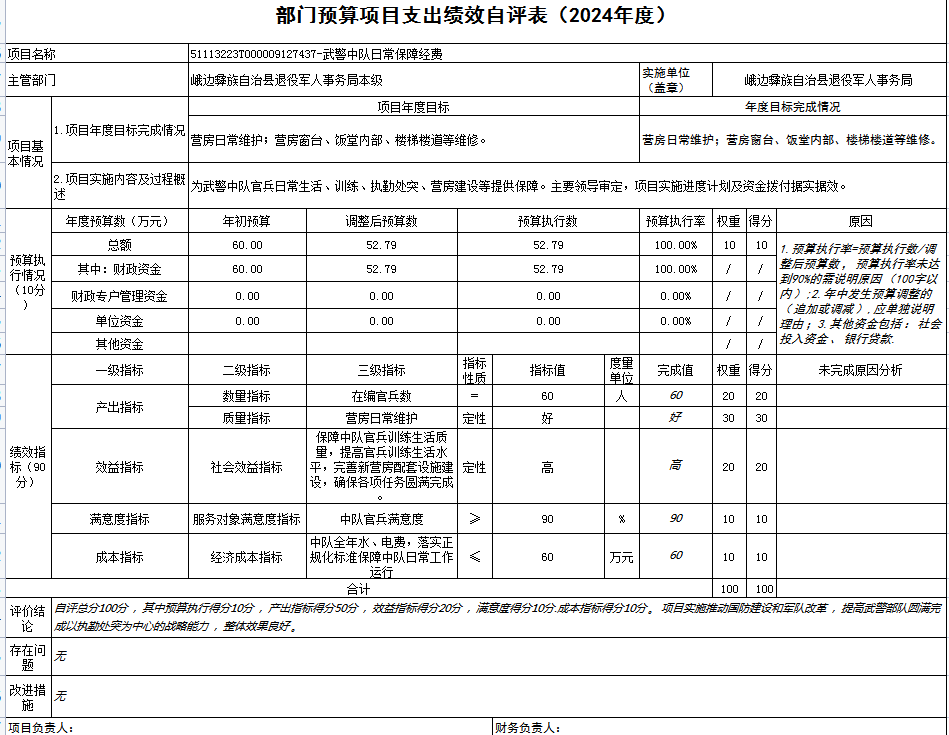 部门预算项目支出绩效自评表（2024年度）
项目名称 51113223T000009127437-武警中队日常保障经费
主管部门 峨边彝族自治县退役军人事务局本级 实施单位（盖章） 峨边彝族自治县退役军人事务局
项目基本情况
项目年度目标 年度目标完成情况
1.项目年度目标完成情况 营房日常维护；营房窗台、饭堂内部、楼梯楼道等维修。 营房日常维护；营房窗台、饭堂内部、楼梯楼道等维修。
2.项目实施内容及过程概述 为武警中队官兵日常生活、训练、执勤处突、营房建设等提供保障。主要领导审定，项目实施进度计划及资金拨付据实据效。
预算执行情况（10分）
年度预算数（万元） 年初预算 调整后预算数 预算执行数 预算执行率 权重 得分 原因
总额 60.00 52.79 52.79 100.00% 10 10
其中：财政资金 60.00 52.79 52.79 100.00% / /
财政专户管理资金 0.00 0.00 0.00 0.00% / /
单位资金 0.00 0.00 0.00 0.00% / /
其他资金 / /
1.预算执行率=预算执行数/调整后预算数，预算执行率未达到90%的需说明原因（100字以内）;2.年中发生预算调整的（追加或调减),应单独说明理由；3.其他资金包括：社会投入资金、银行贷款.
绩效指标（90分）
一级指标 二级指标 三级指标 指标性质 指标值 度量单位 完成值 权重 得分 未完成原因分析
产出指标 数量指标 在编官兵数 = 60 人 60 20 20
质量指标 营房日常维护 定性 好 好 30 30
效益指标 社会效益指标 保障中队官兵训练生活质量，提高官兵训练生活水平，完善新营房配套设施建设，确保各项任务圆满完成。 定性 高 高 20 20
满意度指标 服务对象满意度指标 中队官兵满意度 ≥ 90 % 90 10 10
成本指标 经济成本指标 中队全年水、电费，落实正规化标准保障中队日常工作运行 ≤ 60 万元 60 10 10
合计 100 100
评价结论 自评总分100分，其中预算执行得分10分，产出指标得分50分，效益指标得分20分，满意度得分10分.成本指标得分10分。项目实施推动国防建设和军队改革，提高武警部队圆满完成以执勤处突为中心的战略能力，整体效果良好。
存在问题 无
改进措施 无
项目负责人： 财务负责人：